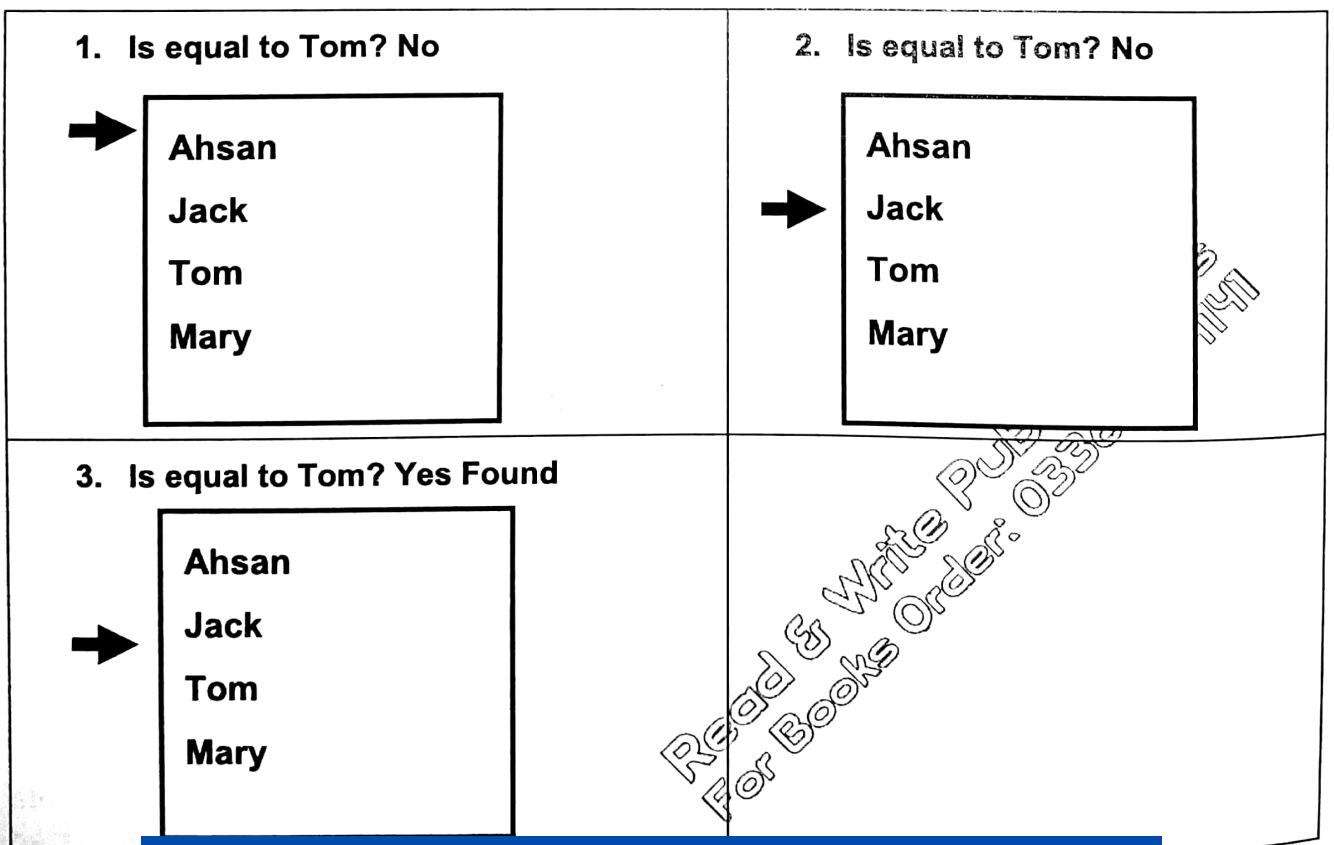 1. Is equal to Tom? No
Ahsan
Jack
Tom
Mary
2. Is equal to Tom? No
Ahsan
Jack
Tom
Mary
3. Is equal to Tom? Yes Found
Ahsan
Jack
Tom
Mary
Read & Write
For Books Order: